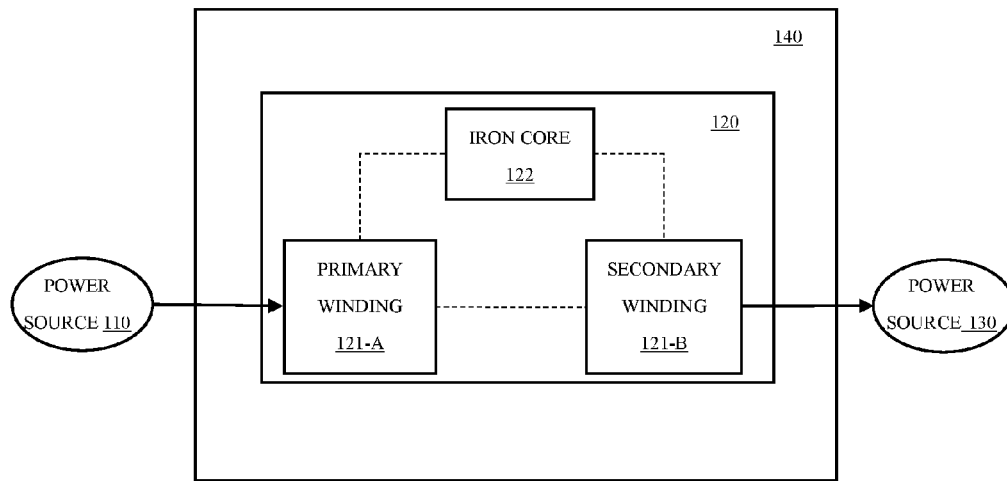 140
120
IRON CORE
122
PRIMARY
WINDING
121-A
SECONDARY
WINDING
121-B
POWER
SOURCE 110
POWER
SOURCE 130